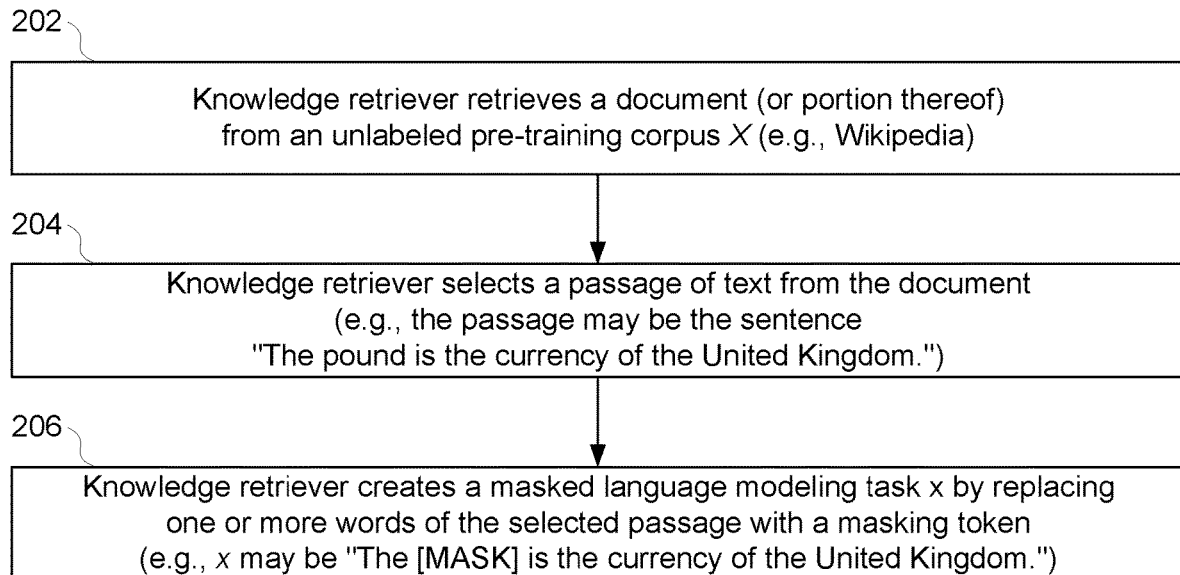 202
Knowledge retriever retrieves a document (or portion thereof)
from an unlabeled pre-training corpus X (e.g., Wikipedia)
204
Knowledge retriever selects a passage of text from the document
(e.g., the passage may be the sentence
"The pound is the currency of the United Kingdom.")
206
Knowledge retriever creates a masked language modeling task x by replacing
one or more words of the selected passage with a masking token
(e.g., x may be "The [MASK] is the currency of the United Kingdom.")